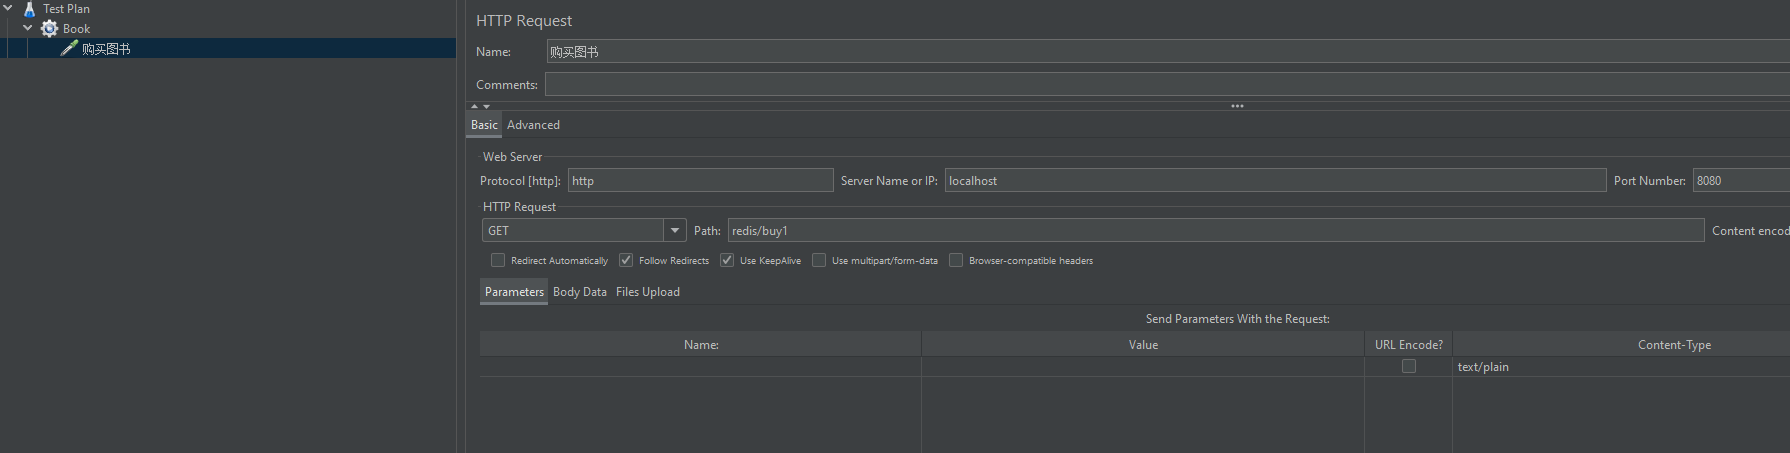 Test Plan
Book
购买图书
HTTP Request
Name: 购买图书
Comments:
Basic Advanced
Web Server
Protocol [http]: http Server Name or IP: localhost Port Number: 8080
HTTP Request
GET Path: redis/buy1 Content encod
Redirect Automatically Follow Redirects Use KeepAlive Use multipart/form-data Browser-compatible headers
Parameters Body Data Files Upload
Send Parameters With the Request:
Name: Value URL Encode? Content-Type
text/plain